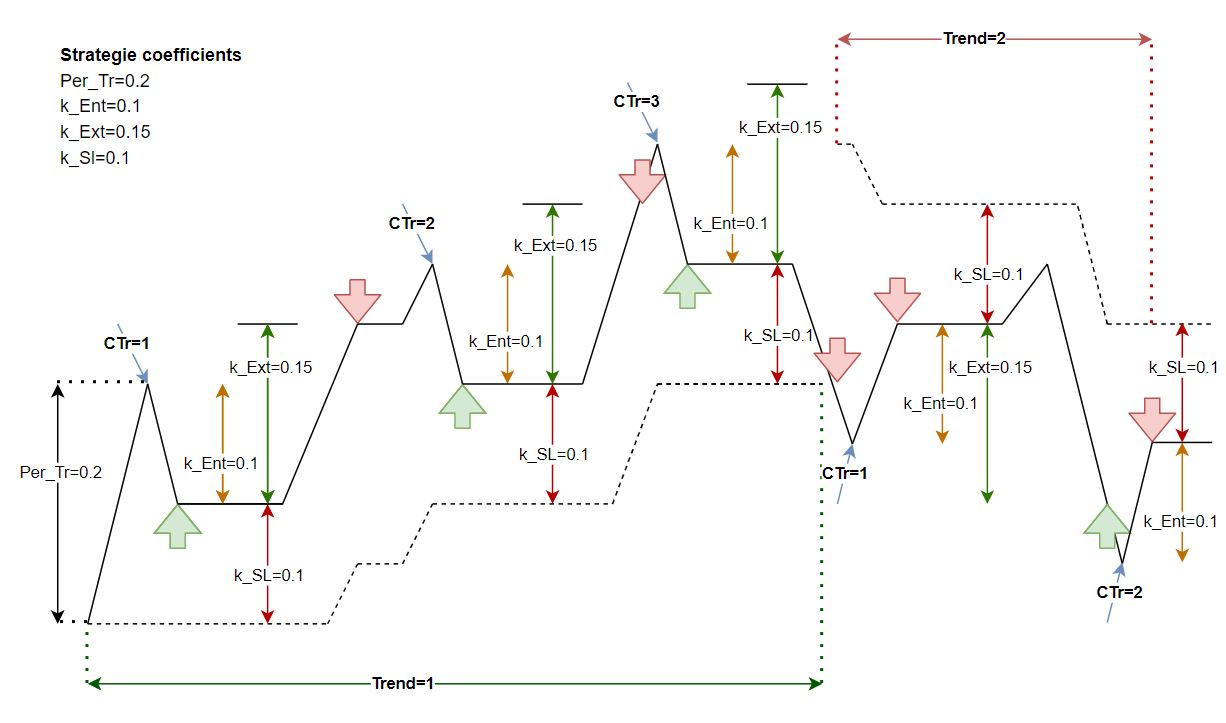 Strategie coefficients
Per_Tr=0.2
k_Ent=0.1
k_Ext=0.15
k_Sl=0.1
Trend=2
CTr=3
k_Ext=0.15
CTr=2
k_Ent=0.1
k_Ext=0.15
k_SL=0.1
CTr=1
k_Ent=0.1
k_SL=0.1
k_Ext=0.15
k_Ext=0.15
k_SL=0.1
k_Ent=0.1
k_Ent=0.1
k_SL=0.1
Per_Tr=0.2
CTr=1
k_Ent=0.1
k_SL=0.1
CTr=2
Trend=1